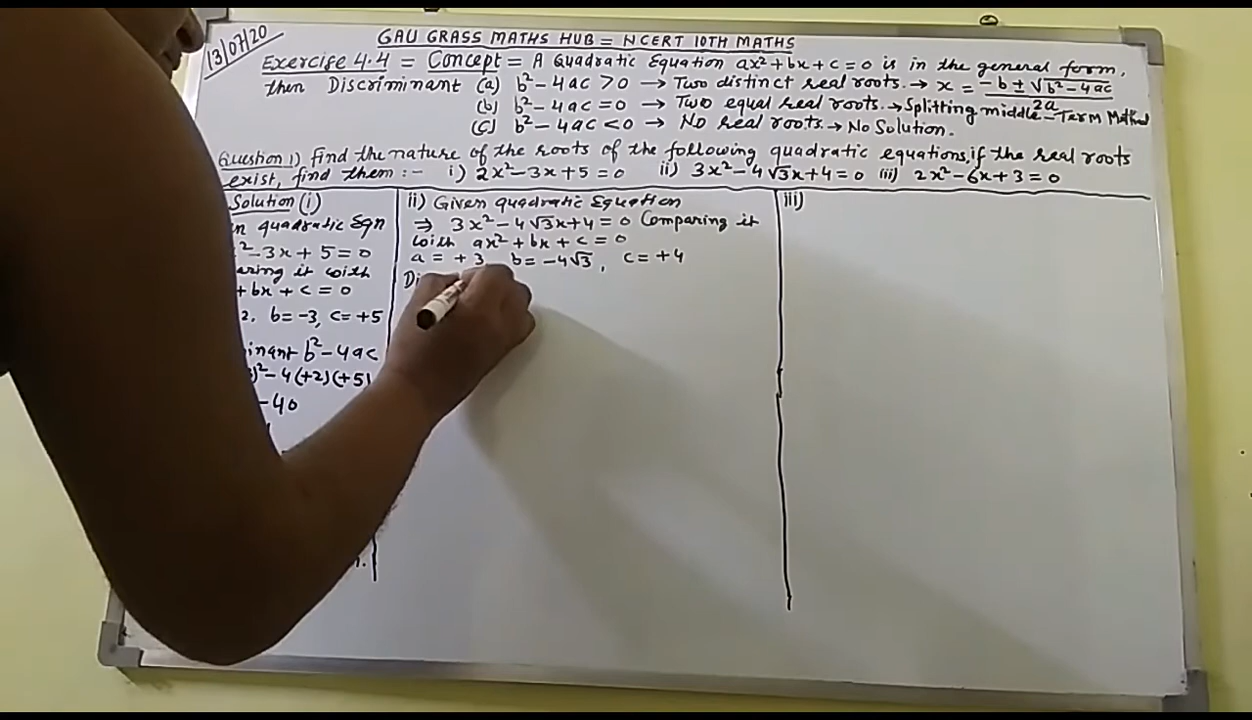 13/07/20
GAU GRASS MATHS HUB = NCERT 10TH MATHS
Exercise 4.4 = Concept = A Quadratic Equation ax²+bx+c=0 is in the general form,
then Discriminant (a) b²-4ac>0 → Two distinct real roots. → x = -b ± √b²-4ac / 2a
(b) b²-4ac=0 → Two equal real roots. → Splitting middle-Term Method
(c) b²-4ac<0 → No real roots → No Solution.
Question 1) find the nature of the roots of the following quadratic equations, if the real roots
exist, find them :- i) 2x²-3x+5=0 ii) 3x²-4√3x+4=0 iii) 2x²-6x+3=0
Solution (i)
quadratic Eqn
²-3x+5=0
it with
+bx+c=0
2, b=-3, c=+5
b²-4ac
)²-4(+2)(+5)
-40
ii) Given quadratic Equation
⇒ 3x²-4√3x+4=0 Comparing it
with ax²+bx+c=0
a=+3 b=-4√3, c=+4
Di
iii)